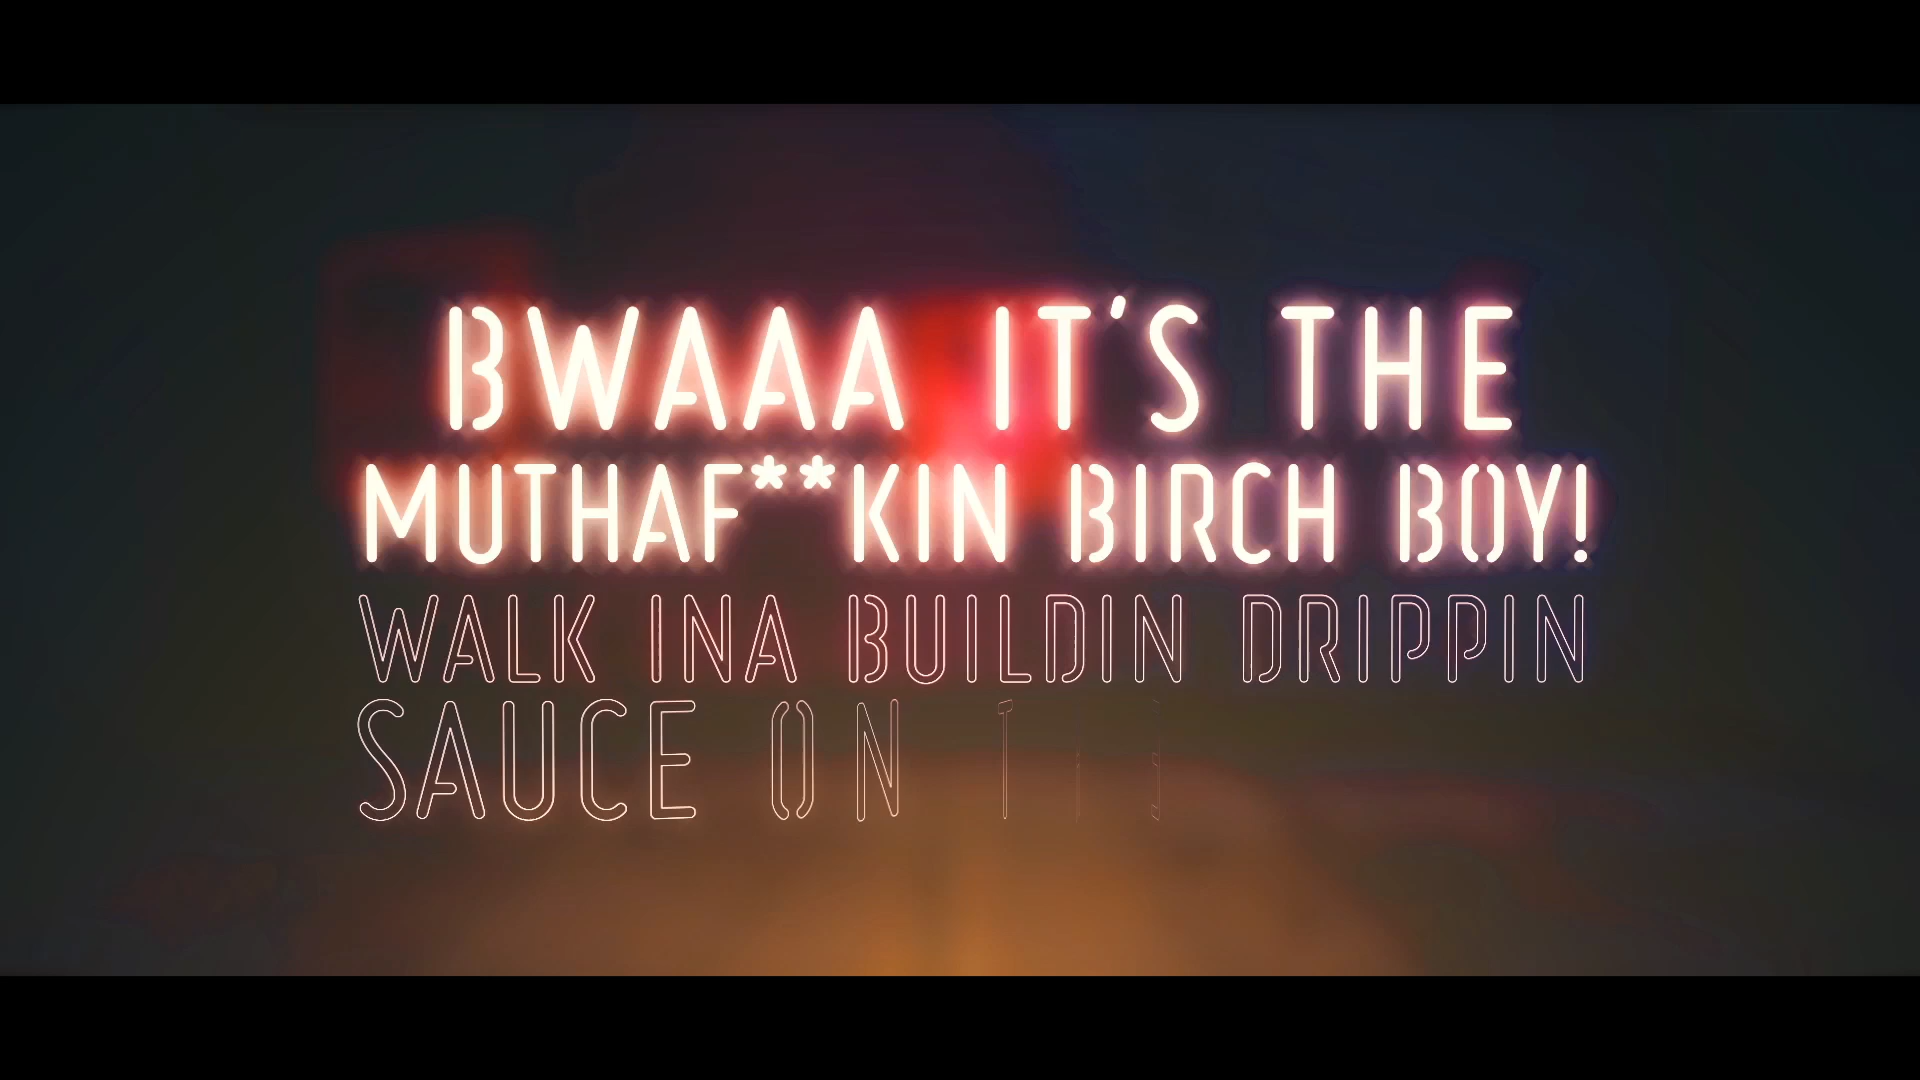 BWAAA IT'S THE
MUTHAF**KIN BIRCH BOY!
WALK INA BUILDIN DRIPPIN
SAUCE ON